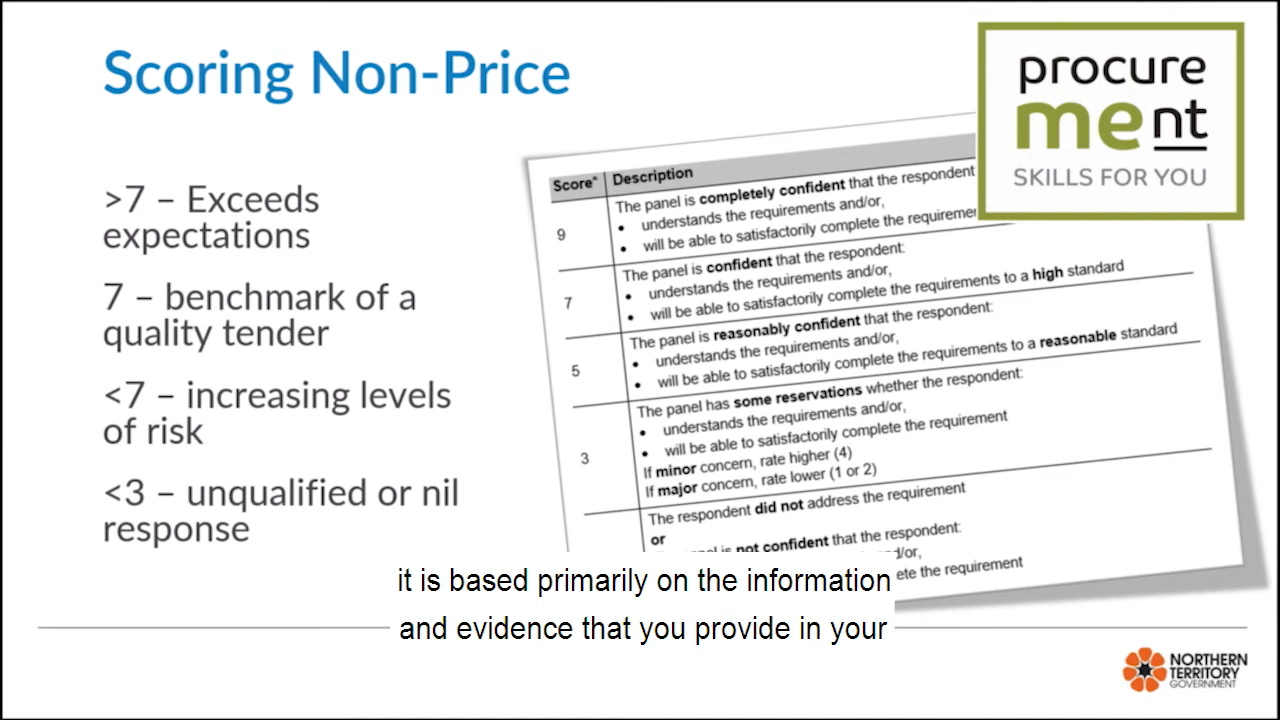 Scoring Non-Price
procure
ment
SKILLS FOR YOU
>7 – Exceeds
expectations
7 – benchmark of a
quality tender
<7 – increasing levels
of risk
<3 – unqualified or nil
response
Score* Description
9
The panel is completely confident that the respondent
• understands the requirements and/or,
• will be able to satisfactorily complete the
7
The panel is confident that the respondent:
• understands the requirements and/or,
• will be able to satisfactorily complete the requirements to a high standard
5
The panel is reasonably confident that the respondent:
• understands the requirements and/or,
• will be able to satisfactorily complete the requirements to a reasonable standard
3
The panel has some reservations whether the respondent:
• understands the requirements and/or,
• will be able to satisfactorily complete the requirement
If minor concern, rate higher (4)
If major concern, rate lower (1 or 2)
The respondent did not address the requirement
or
is not confident that the respondent:
the requirement
it is based primarily on the information
and evidence that you provide in your
NORTHERN
TERRITORY
GOVERNMENT